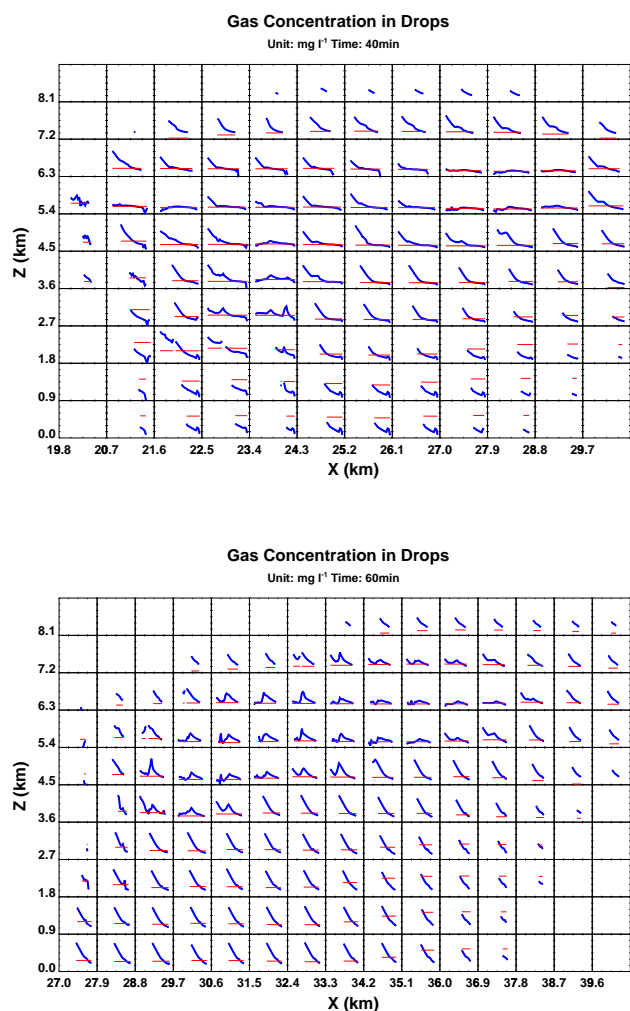 Gas Concentration in Drops
Unit: mg l-1 Time: 40min
8.1
7.2
6.3
5.4
4.5
3.6
2.7
1.8
0.9
0.0
Z (km)
19.8 20.7 21.6 22.5 23.4 24.3 25.2 26.1 27.0 27.9 28.8 29.7
X (km)
Gas Concentration in Drops
Unit: mg l-1 Time: 60min
8.1
7.2
6.3
5.4
4.5
3.6
2.7
1.8
0.9
0.0
Z (km)
27.0 27.9 28.8 29.7 30.6 31.5 32.4 33.3 34.2 35.1 36.0 36.9 37.8 38.7 39.6
X (km)